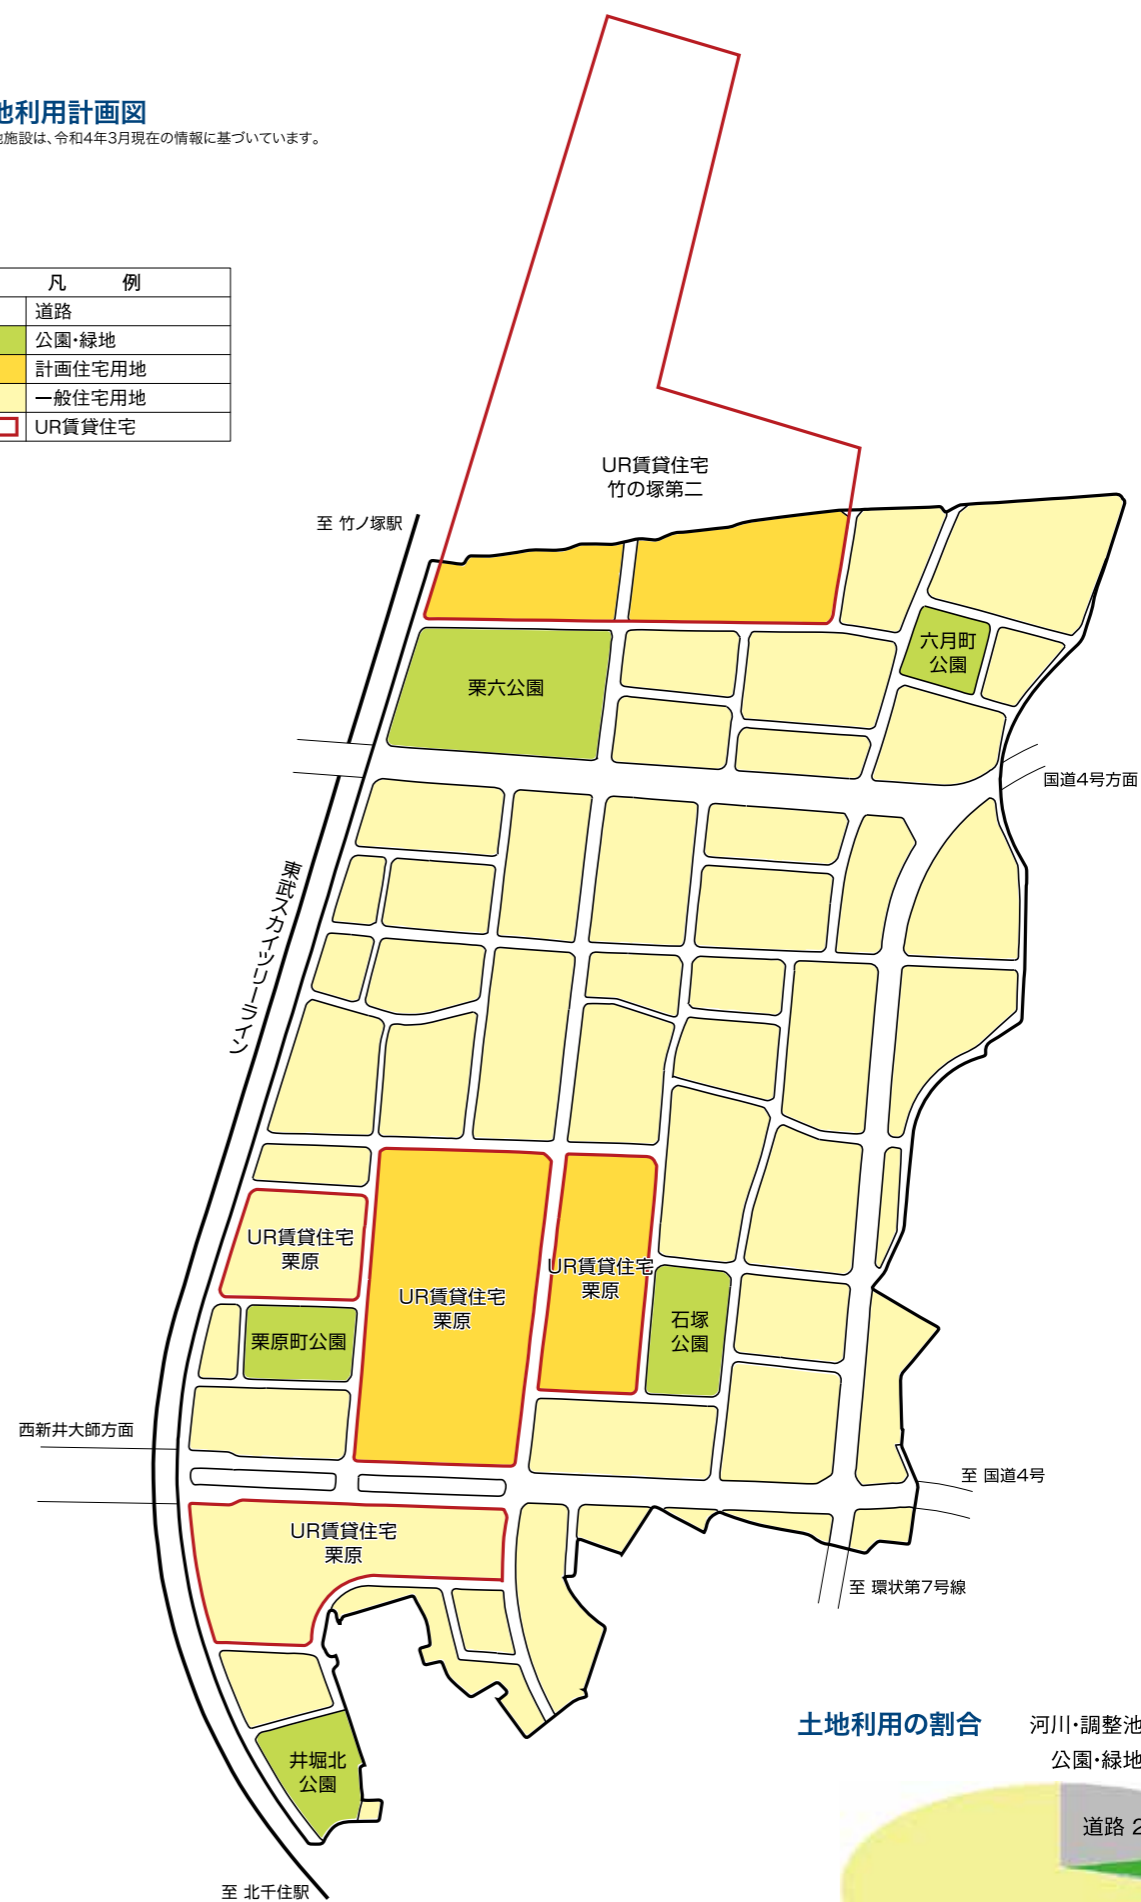 地利用計画図
地施設は、令和4年3月現在の情報に基づいています。
凡 例
道路
公園・緑地
計画住宅用地
一般住宅用地
UR賃貸住宅
UR賃貸住宅
竹の塚第二
至 竹ノ塚駅
六月町
公園
栗六公園
国道4号方面
東武スカイツリーライン
UR賃貸住宅
栗原
UR賃貸住宅
栗原
UR賃貸住宅
栗原
栗原町公園
石塚
公園
西新井大師方面
至 国道4号
UR賃貸住宅
栗原
至 環状第7号線
井堀北
公園
至 北千住駅
土地利用の割合
河川・調整池
公園・緑地
道路 2